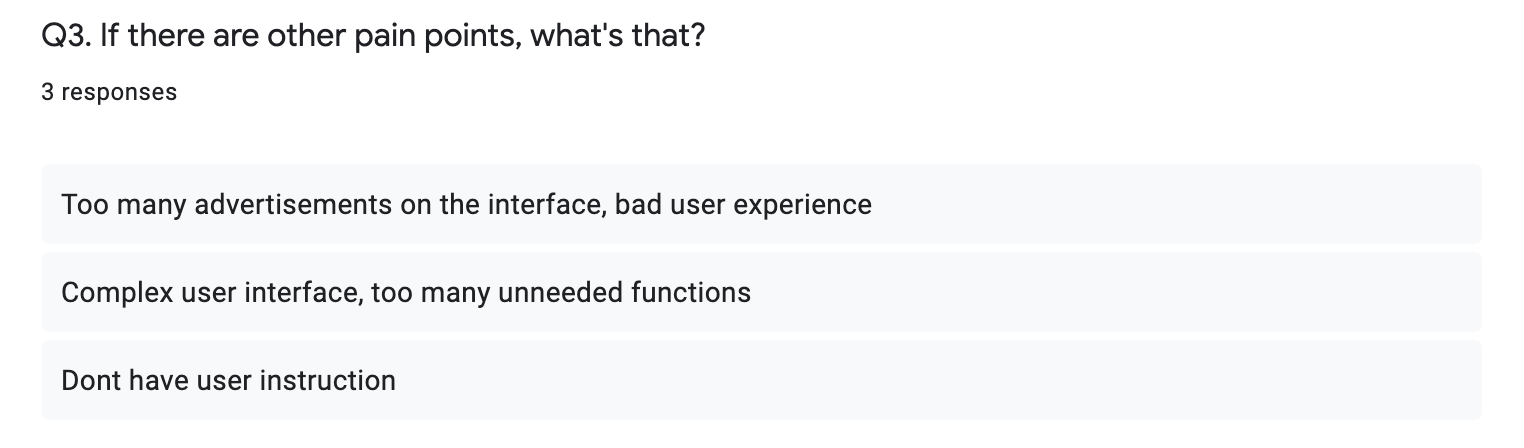 Q3. If there are other pain points, what's that?
3 responses
Too many advertisements on the interface, bad user experience
Complex user interface, too many unneeded functions
Dont have user instruction